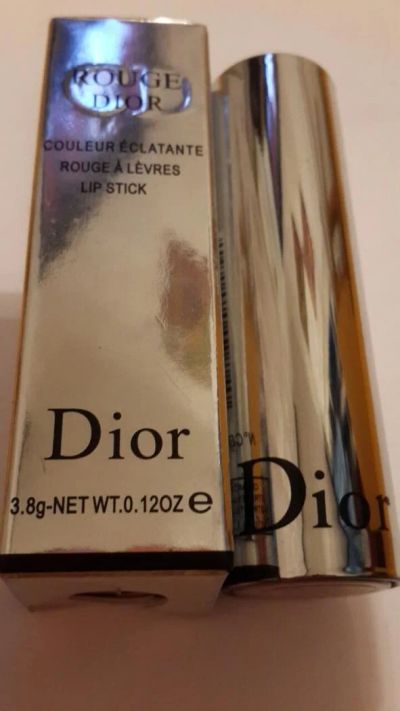 ROUGE
DIOR
COULEUR ÉCLATANTE
ROUGE À LÈVRES
LIP STICK
Dior
3.8g-NET WT.0.12OZ e
Dior